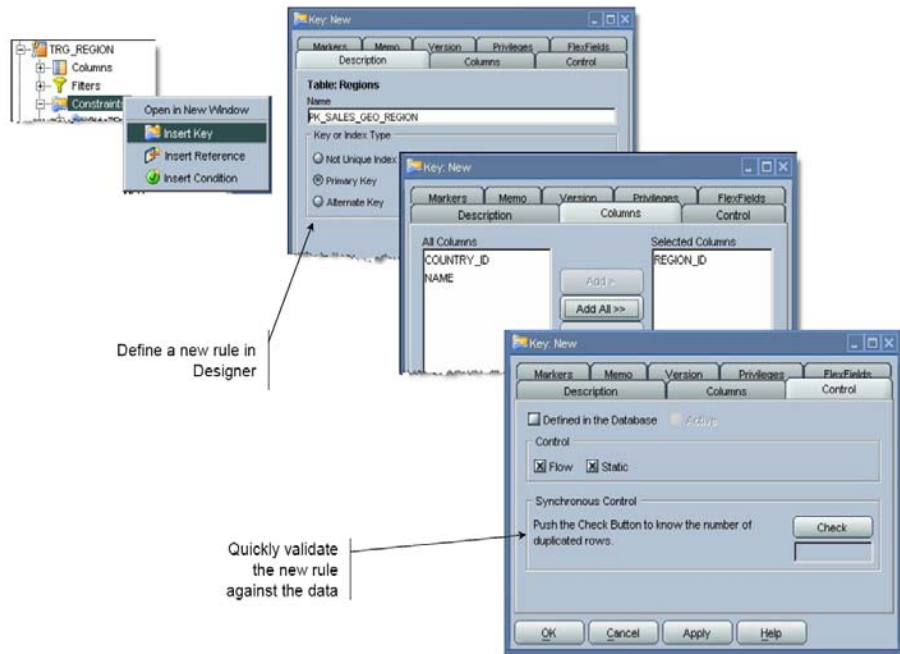 TRG_REGION
Columns
Filters
Constraints
Open in New Window
Insert Key
Insert Reference
Insert Condition
Key: New
Markers Memo Version Privileges FlexFields
Description Columns Control
Table: Regions
Name
PK_SALES_GEO_REGION
Key or Index Type
Not Unique Index
Primary Key
Alternate Key
Key: New
Markers Memo Version Privileges FlexFields
Description Columns Control
All Columns
COUNTRY_ID
NAME
Add >
Add All >>
Selected Columns
REGION_ID
Define a new rule in
Designer
Key: New
Markers Memo Version Privileges FlexFields
Description Columns Control
Defined in the Database Active
Control
Flow Static
Synchronous Control
Push the Check Button to know the number of
duplicated rows.
Check
Quickly validate
the new rule
against the data
OK Cancel Apply Help